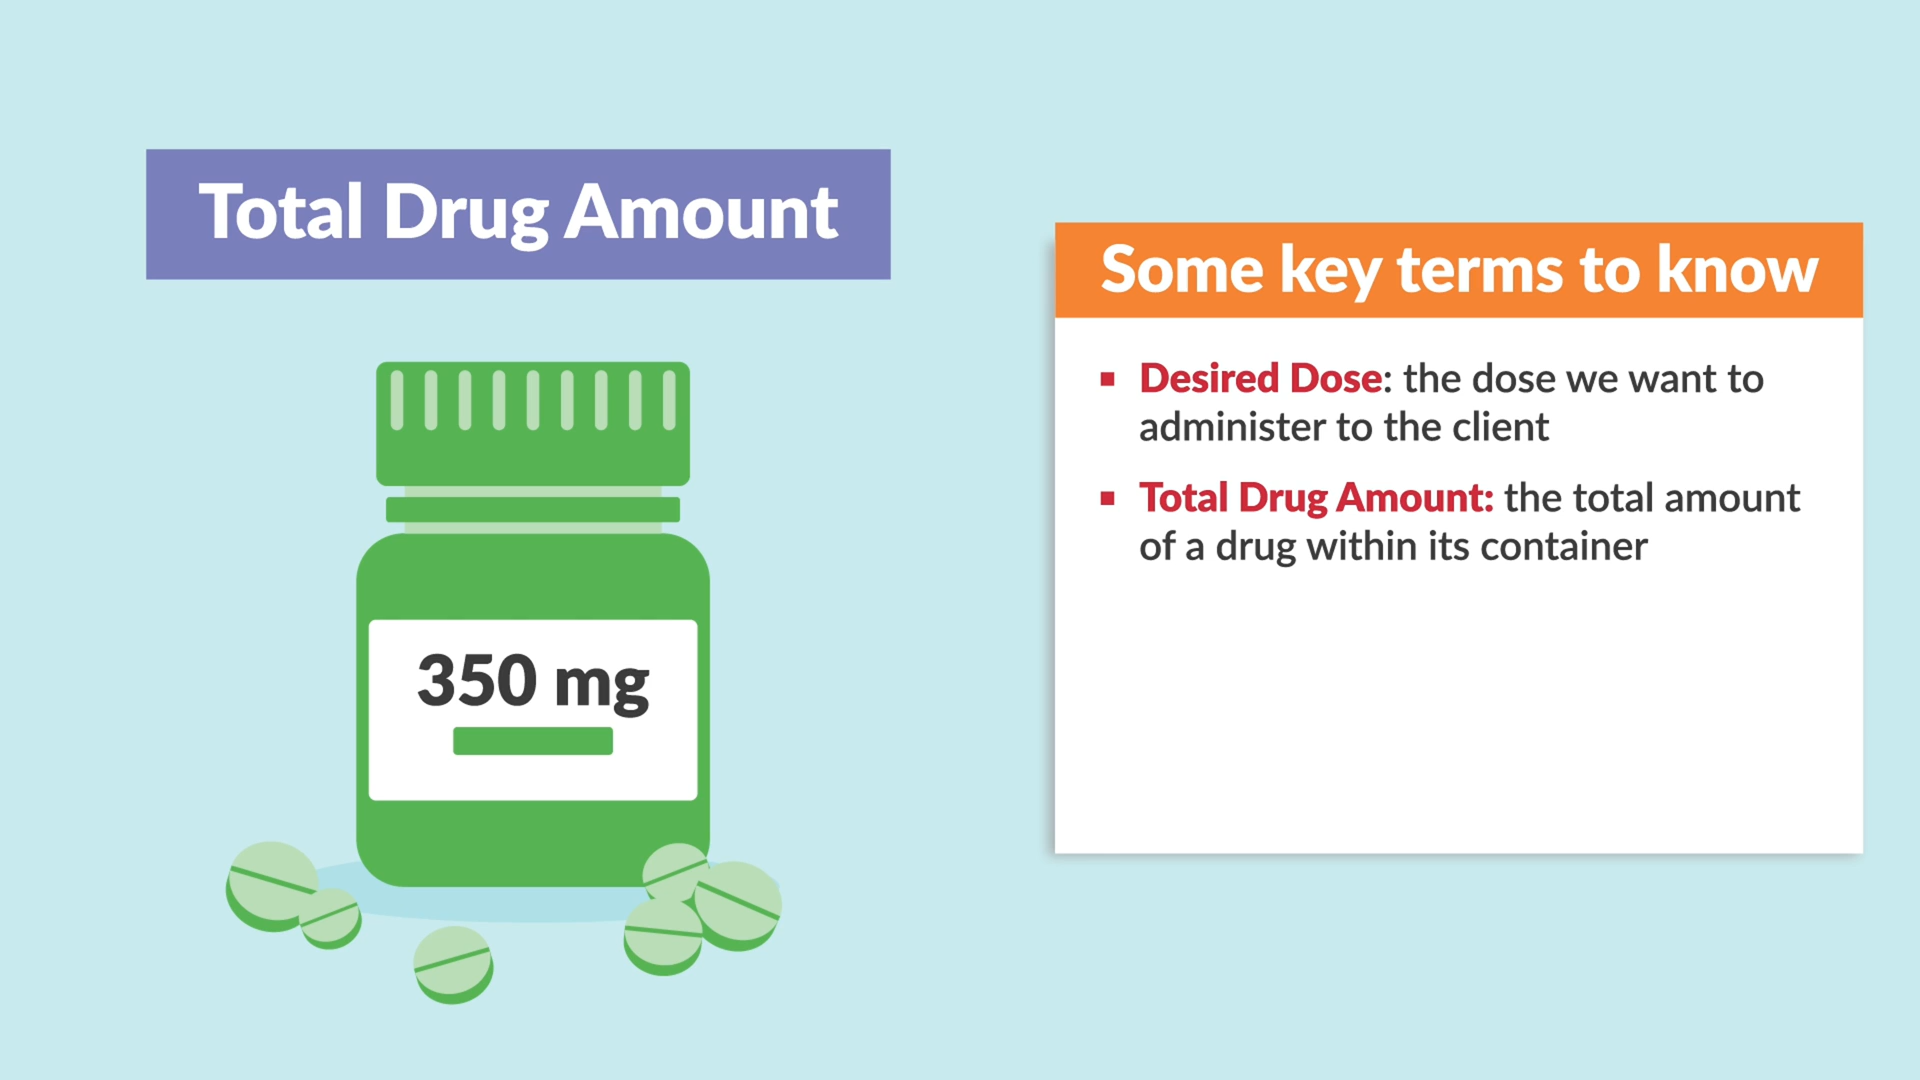 Total Drug Amount
350 mg
Some key terms to know
▪ Desired Dose: the dose we want to
administer to the client
▪ Total Drug Amount: the total amount
of a drug within its container